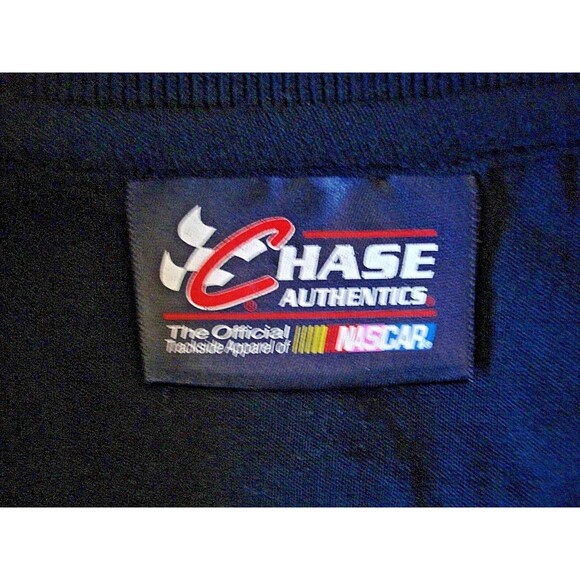 CHASE
AUTHENTICS®
The Official
Trackside Apparel of NASCAR®